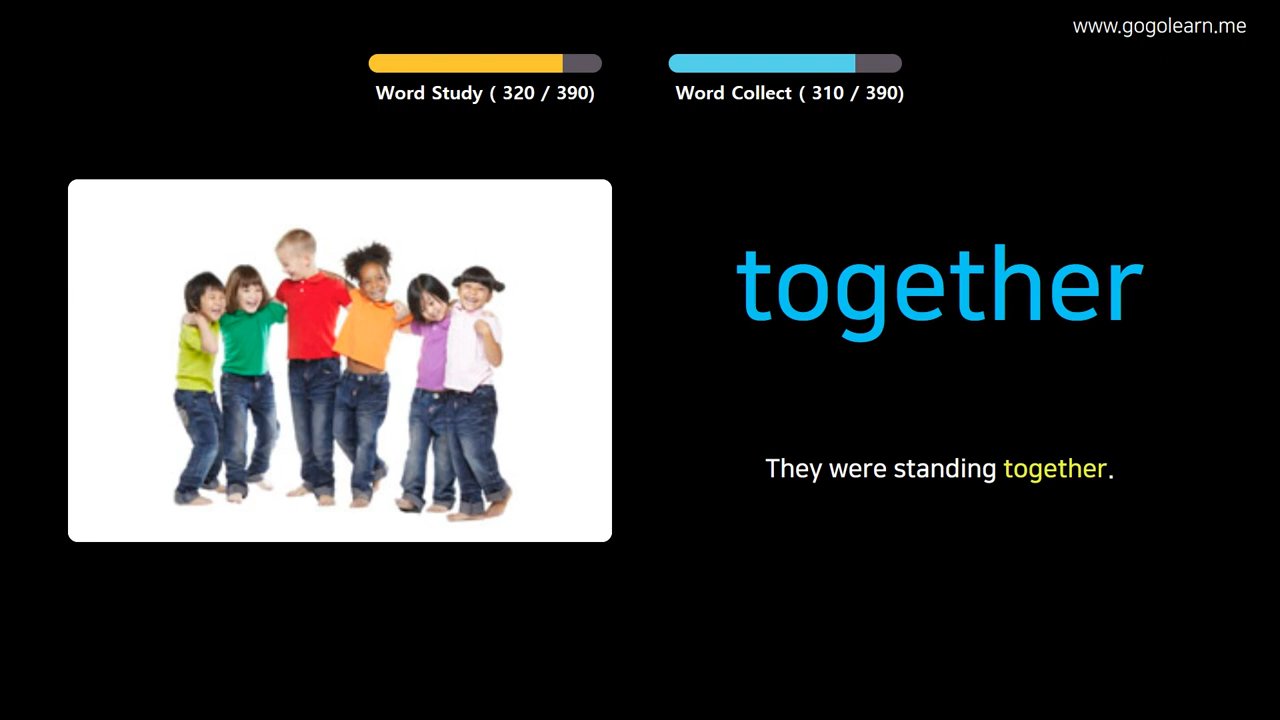 www.gogolearn.me
Word Study ( 320 / 390)
Word Collect ( 310 / 390)
together
They were standing together.